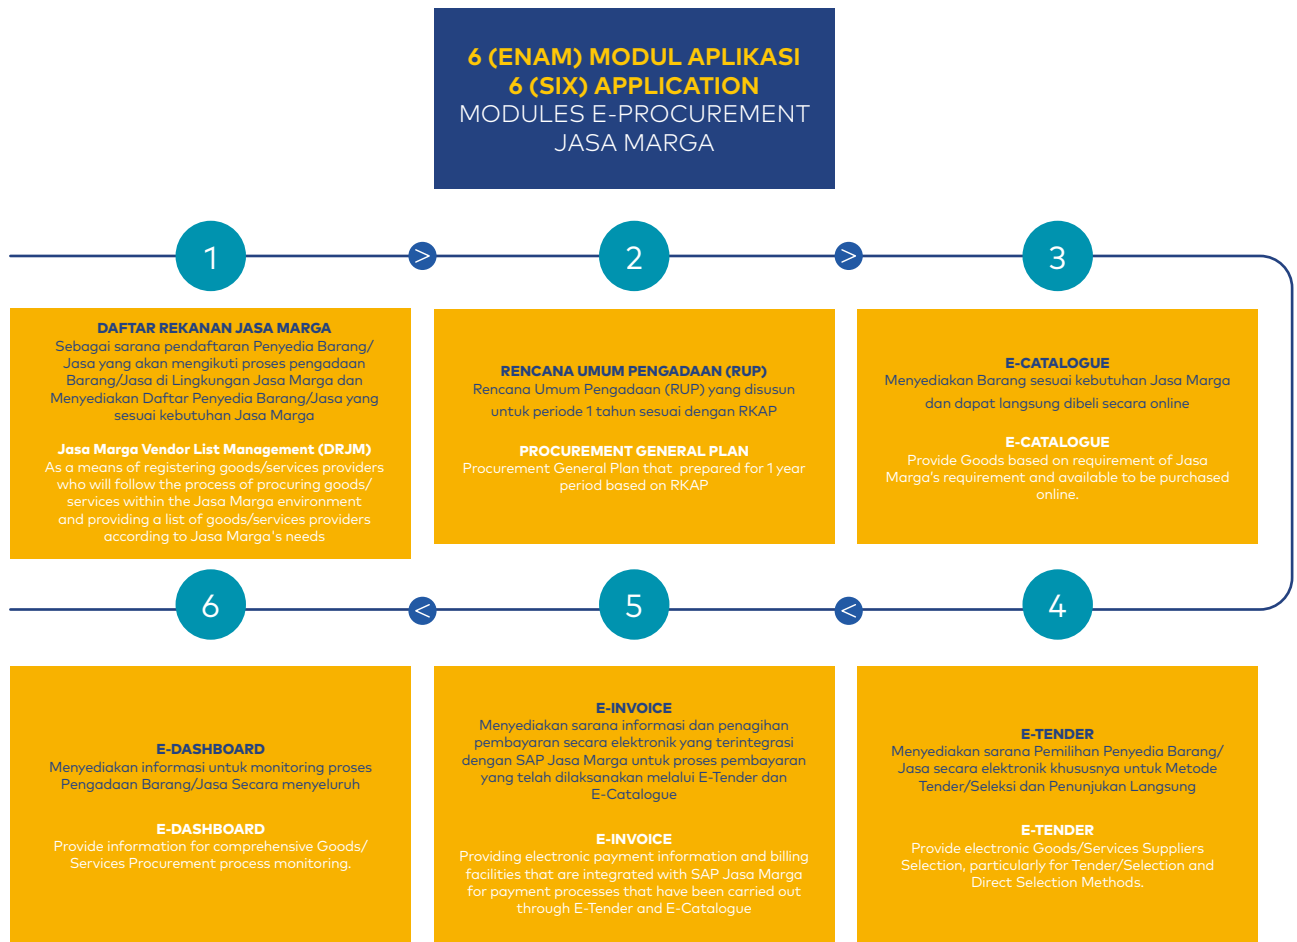 6 (ENAM) MODUL APLIKASI
6 (SIX) APPLICATION
MODULES E-PROCUREMENT
JASA MARGA
1
>
2
>
3
DAFTAR REKANAN JASA MARGA
Sebagai sarana pendaftaran Penyedia Barang/
Jasa yang akan mengikuti proses pengadaan
Barang/Jasa di Lingkungan Jasa Marga dan
Menyediakan Daftar Penyedia Barang/Jasa yang
sesuai kebutuhan Jasa Marga
Jasa Marga Vendor List Management (DRJM)
As a means of registering goods/services providers
who will follow the process of procuring goods/
services within the Jasa Marga environment
and providing a list of goods/services providers
according to Jasa Marga's needs
RENCANA UMUM PENGADAAN (RUP)
Rencana Umum Pengadaan (RUP) yang disusun
untuk periode 1 tahun sesuai dengan RKAP
PROCUREMENT GENERAL PLAN
Procurement General Plan that prepared for 1 year
period based on RKAP
E-CATALOGUE
Menyediakan Barang sesuai kebutuhan Jasa Marga
dan dapat langsung dibeli secara online
E-CATALOGUE
Provide Goods based on requirement of Jasa
Marga's requirement and available to be purchased
online.
6
<
5
<
4
E-DASHBOARD
Menyediakan informasi untuk monitoring proses
Pengadaan Barang/Jasa Secara menyeluruh
E-DASHBOARD
Provide information for comprehensive Goods/
Services Procurement process monitoring.
E-INVOICE
Menyediakan sarana informasi dan penagihan
pembayaran secara elektronik yang terintegrasi
dengan SAP Jasa Marga untuk proses pembayaran
yang telah dilaksanakan melalui E-Tender dan
E-Catalogue
E-INVOICE
Providing electronic payment information and billing
facilities that are integrated with SAP Jasa Marga
for payment processes that have been carried out
through E-Tender and E-Catalogue
E-TENDER
Menyediakan sarana Pemilihan Penyedia Barang/
Jasa secara elektronik khususnya untuk Metode
Tender/Seleksi dan Penunjukan Langsung
E-TENDER
Provide electronic Goods/Services Suppliers
Selection, particularly for Tender/Selection and
Direct Selection Methods.